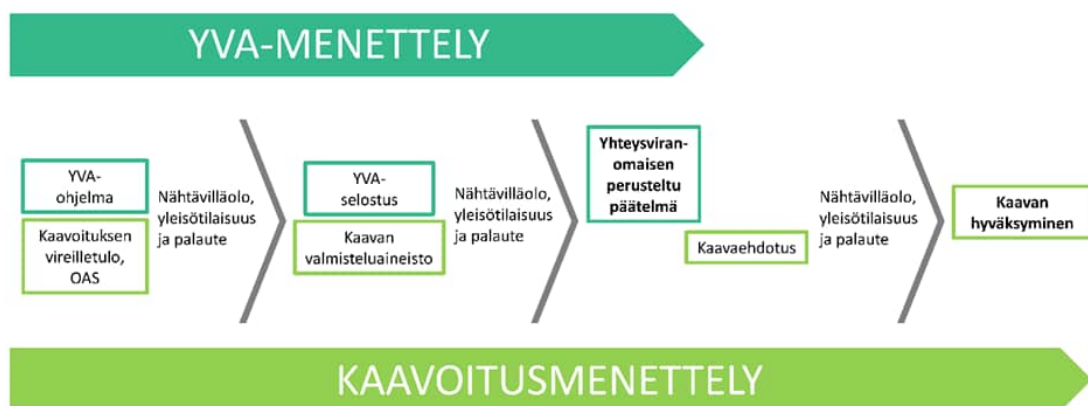 YVA-MENETTELY
YVA-
ohjelma
Kaavoituksen
vireilletulo,
OAS
Nähtävilläolo,
yleisötilaisuus
ja palaute
YVA-
selostus
Kaavan
valmisteluaineisto
Nähtävilläolo,
yleisötilaisuus
ja palaute
Yhteysviran-
omaisen
perusteltu
päätelmä
Kaavaehdotus
Nähtävilläolo,
yleisötilaisuus
ja palaute
Kaavan
hyväksyminen
KAAVOITUSMENETTELY